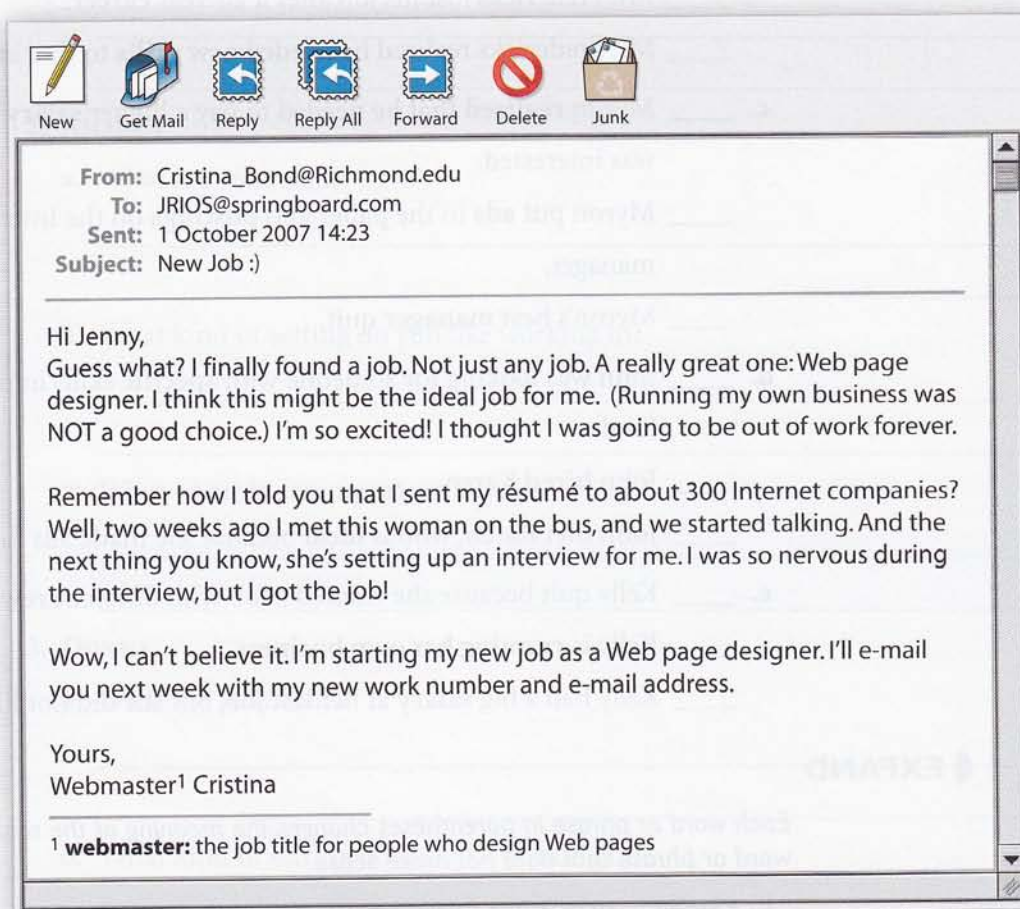 New Get Mail Reply Reply All Forward Delete Junk
From: Cristina_Bond@Richmond.edu
To: JRIOS@springboard.com
Sent: 1 October 2007 14:23
Subject: New Job :)
Hi Jenny,
Guess what? I finally found a job. Not just any job. A really great one: Web page
designer. I think this might be the ideal job for me. (Running my own business was
NOT a good choice.) I'm so excited! I thought I was going to be out of work forever.
Remember how I told you that I sent my résumé to about 300 Internet companies?
Well, two weeks ago I met this woman on the bus, and we started talking. And the
next thing you know, she's setting up an interview for me. I was so nervous during
the interview, but I got the job!
Wow, I can't believe it. I'm starting my new job as a Web page designer. I'll e-mail
you next week with my new work number and e-mail address.
Yours,
Webmaster¹ Cristina
¹ webmaster: the job title for people who design Web pages